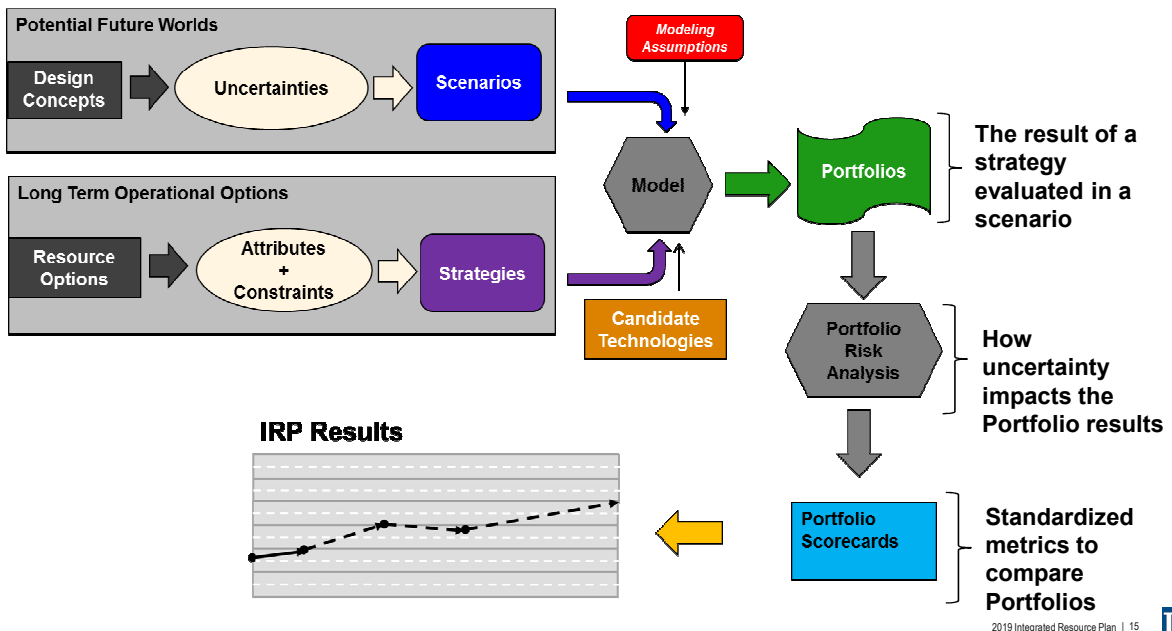 Potential Future Worlds
Design
Concepts
Uncertainties
Scenarios
Modeling
Assumptions
Long Term Operational Options
Resource
Options
Attributes
+
Constraints
Strategies
Model
Candidate
Technologies
Portfolios
The result of a
strategy
evaluated in a
scenario
Portfolio
Risk
Analysis
How
uncertainty
impacts the
Portfolio results
Portfolio
Scorecards
Standardized
metrics to
compare
Portfolios
IRP Results
2019 Integrated Resource Plan | 15